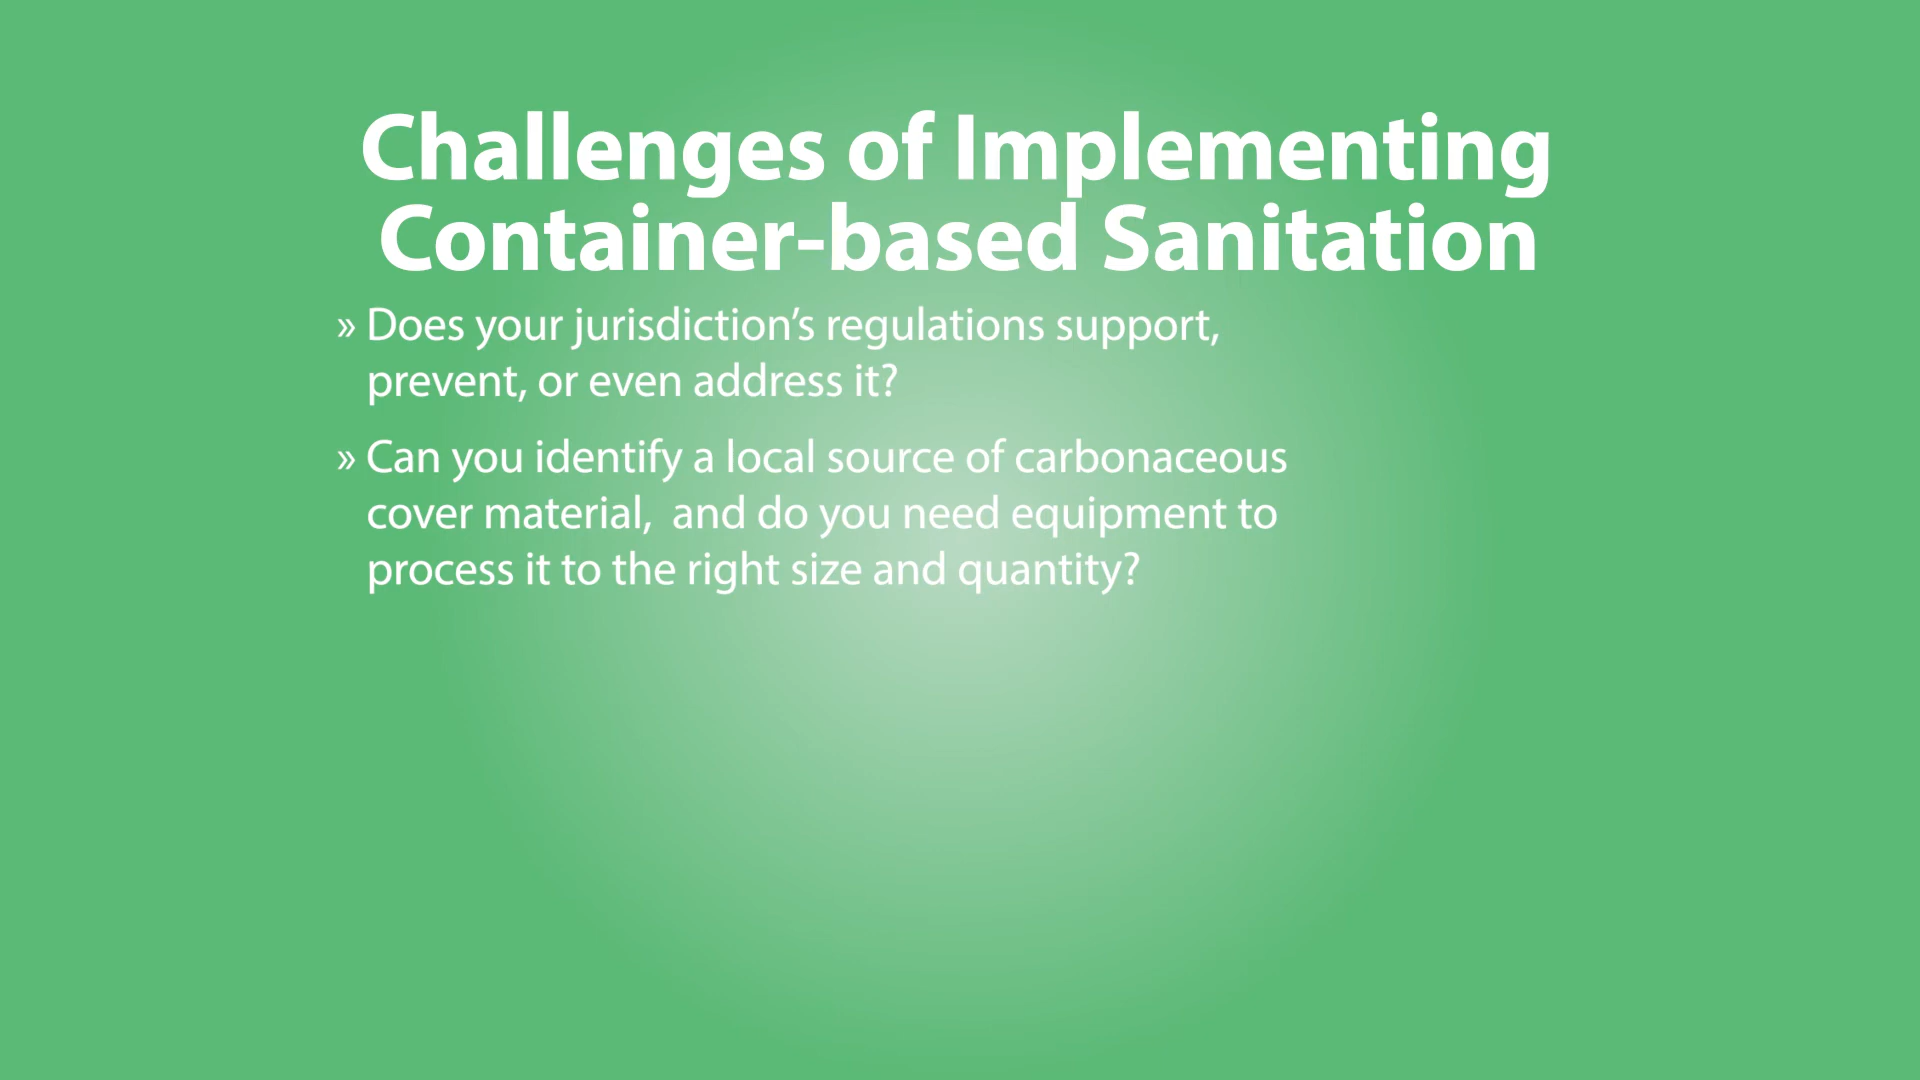 Challenges of Implementing
Container-based Sanitation
» Does your jurisdiction’s regulations support,
prevent, or even address it?
» Can you identify a local source of carbonaceous
cover material,  and do you need equipment to
process it to the right size and quantity?